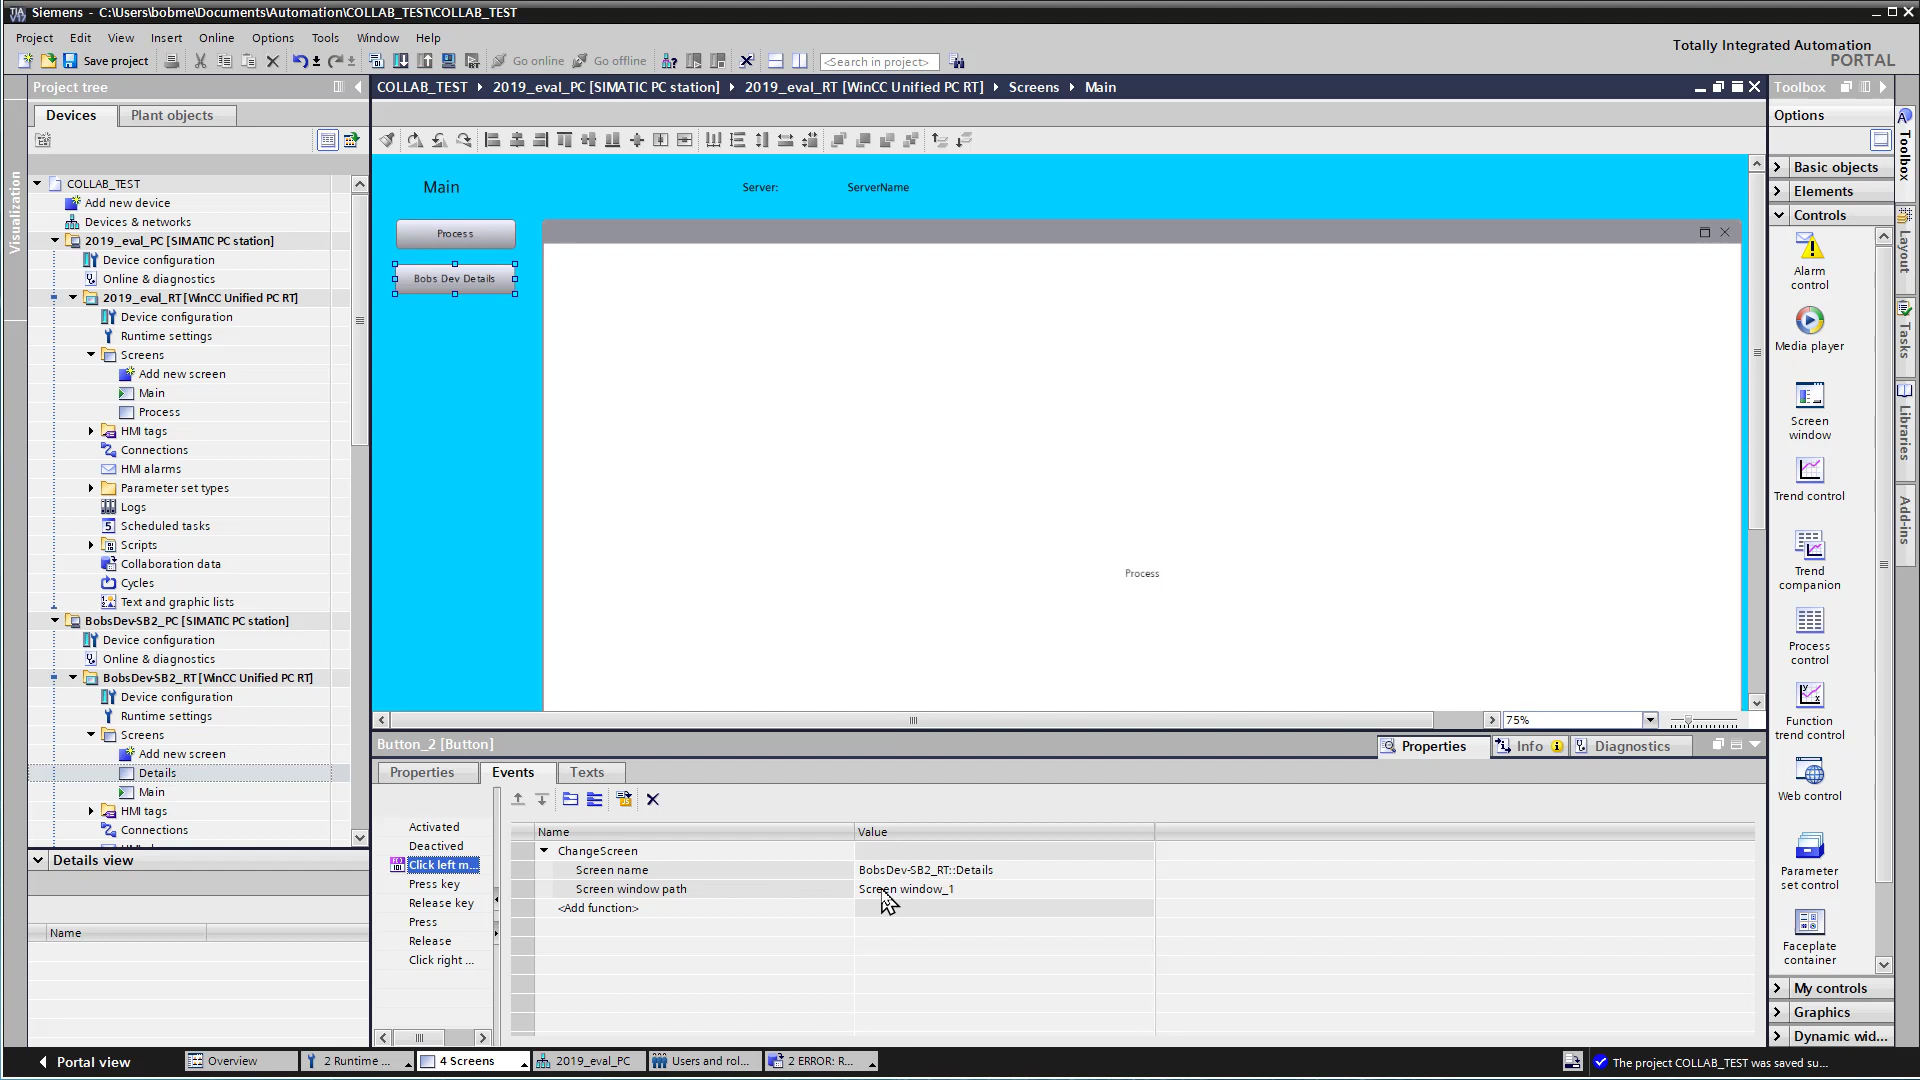 Siemens - C:\Users\bobme\Documents\Automation\COLLAB_TEST\COLLAB_TEST
Project Edit View Insert Online Options Tools Window Help
Totally Integrated Automation
PORTAL
Save project
Go online
Go offline
<Search in project>
Project tree
COLLAB_TEST 2019_eval_PC [SIMATIC PC station] 2019_eval_RT [WinCC Unified PC RT] Screens Main
Toolbox
Devices
Plant objects
Options
Visualization
COLLAB_TEST
Add new device
Devices & networks
2019_eval_PC [SIMATIC PC station]
Device configuration
Online & diagnostics
2019_eval_RT [WinCC Unified PC RT]
Device configuration
Runtime settings
Screens
Add new screen
Main
Process
HMI tags
Connections
HMI alarms
Parameter set types
Logs
Scheduled tasks
Scripts
Collaboration data
Cycles
Text and graphic lists
BobsDev-SB2_PC [SIMATIC PC station]
Device configuration
Online & diagnostics
BobsDev-SB2_RT [WinCC Unified PC RT]
Device configuration
Runtime settings
Screens
Add new screen
Details
Main
HMI tags
Connections
Details view
Name
Main
Server:
ServerName
Process
Bobs Dev Details
Process
75%
Button_2 [Button]
Properties
Info
Diagnostics
Properties
Events
Texts
Activated
Deactived
Click left m...
Press key
Release key
Press
Release
Click right ...
Name
Value
ChangeScreen
Screen name
BobsDev-SB2_RT::Details
Screen window path
Screen window_1
<Add function>
Basic objects
Elements
Controls
Alarm
control
Media player
Screen
window
Trend control
Trend
companion
Process
control
Function
trend control
Web control
Parameter
set control
Faceplate
container
My controls
Graphics
Dynamic wid...
Toolbox
Layout
Tasks
Libraries
Add-ins
Portal view
Overview
2 Runtime ...
4 Screens
2019_eval_PC
Users and rol...
2 ERROR: R...
The project COLLAB_TEST was saved su...